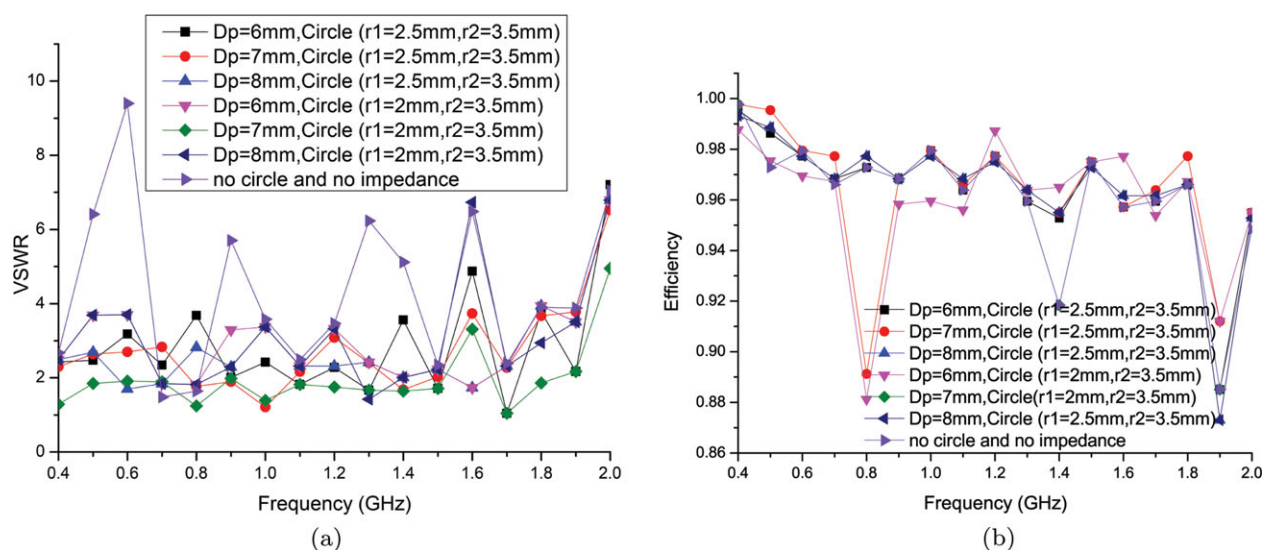 Dp=6mm,Circle (r1=2.5mm,r2=3.5mm)
Dp=7mm,Circle (r1=2.5mm,r2=3.5mm)
Dp=8mm,Circle (r1=2.5mm,r2=3.5mm)
Dp=6mm,Circle (r1=2mm,r2=3.5mm)
Dp=7mm,Circle (r1=2mm,r2=3.5mm)
Dp=8mm,Circle (r1=2mm,r2=3.5mm)
no circle and no impedance
10
8
6
4
2
0
VSWR
0.4 0.6 0.8 1.0 1.2 1.4 1.6 1.8 2.0
Frequency (GHz)
(a)
1.00
0.98
0.96
0.94
0.92
0.90
0.88
0.86
Efficiency
Dp=6mm,Circle (r1=2.5mm,r2=3.5mm)
Dp=7mm,Circle (r1=2.5mm,r2=3.5mm)
Dp=8mm,Circle (r1=2.5mm,r2=3.5mm)
Dp=6mm,Circle (r1=2mm,r2=3.5mm)
Dp=7mm,Circle(r1=2mm,r2=3.5mm)
Dp=8mm,Circle (r1=2.5mm,r2=3.5mm)
no circle and no impedance
0.4 0.6 0.8 1.0 1.2 1.4 1.6 1.8 2.0
Frequency (GHz)
(b)